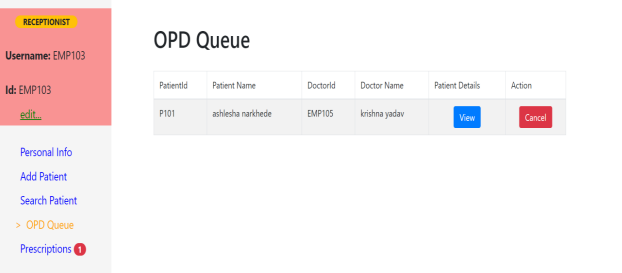 RECEPTIONIST
Username: EMP103
Id: EMP103
edit...
Personal Info
Add Patient
Search Patient
> OPD Queue
Prescriptions 1
OPD Queue
PatientId Patient Name DoctorId Doctor Name Patient Details Action
P101 ashlesha narkhede EMP105 krishna yadav View Cancel